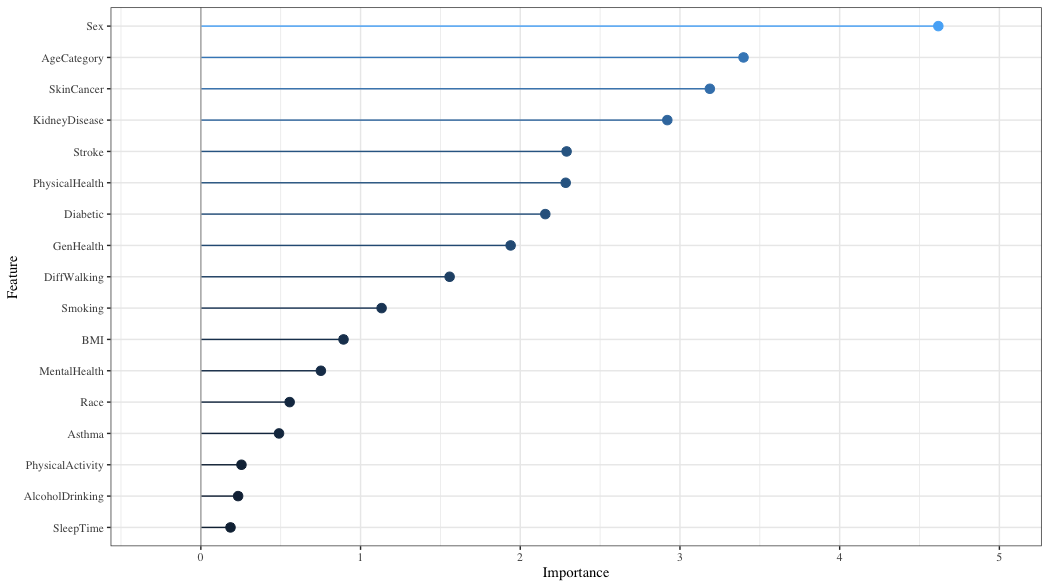 Feature
Sex
AgeCategory
SkinCancer
KidneyDisease
Stroke
PhysicalHealth
Diabetic
GenHealth
DiffWalking
Smoking
BMI
MentalHealth
Race
Asthma
PhysicalActivity
AlcoholDrinking
SleepTime
0 1 2 3 4 5
Importance